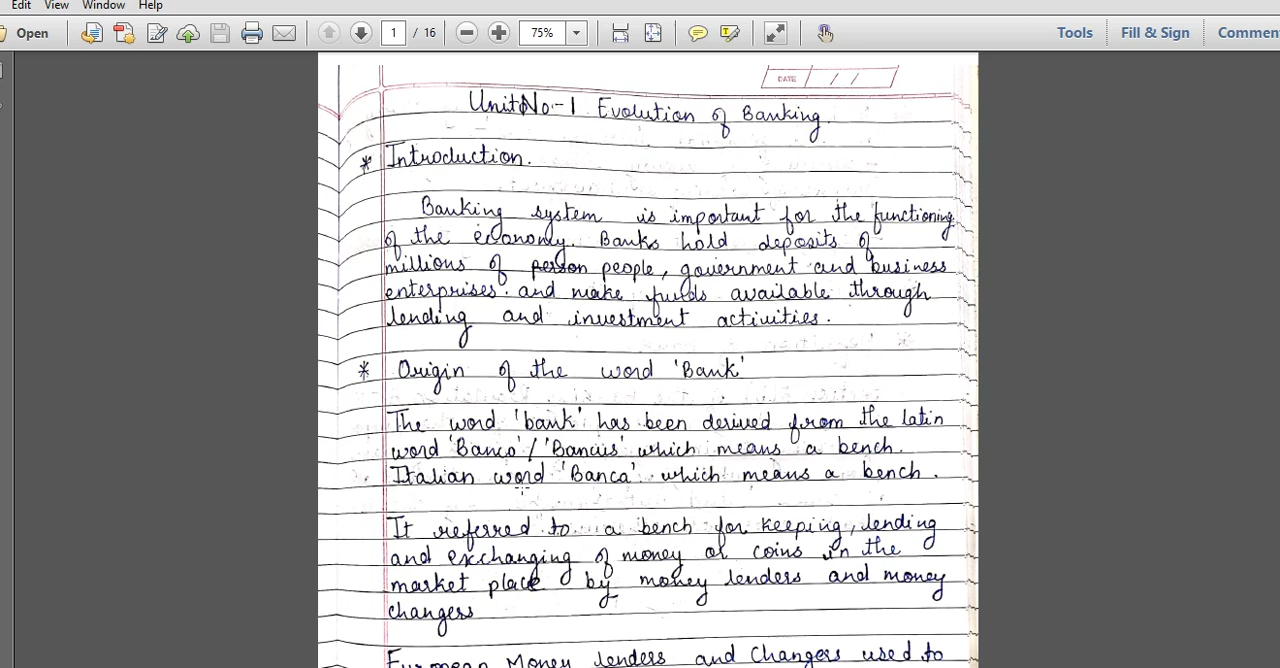 Edit View Window Help
Open 1 / 16 75% Tools Fill & Sign Comment
DATE / /
Unit No-1 Evolution of Banking.
* Introduction.
Banking system is important for the functioning
of the economy. Banks hold deposits of
millions of person people, government and business
enterprises. and make funds available through
lending and investment activities.
* Origin of the word 'Bank'
The word 'bank' has been derived from the latin
word 'Banco' / 'Bancus' which means a bench.
Italian word 'Banca' which means a bench.
It referred to a bench for keeping, lending
and exchanging of money or coins in the
market place by money lenders and money
changers
European Money lenders and Changers used to